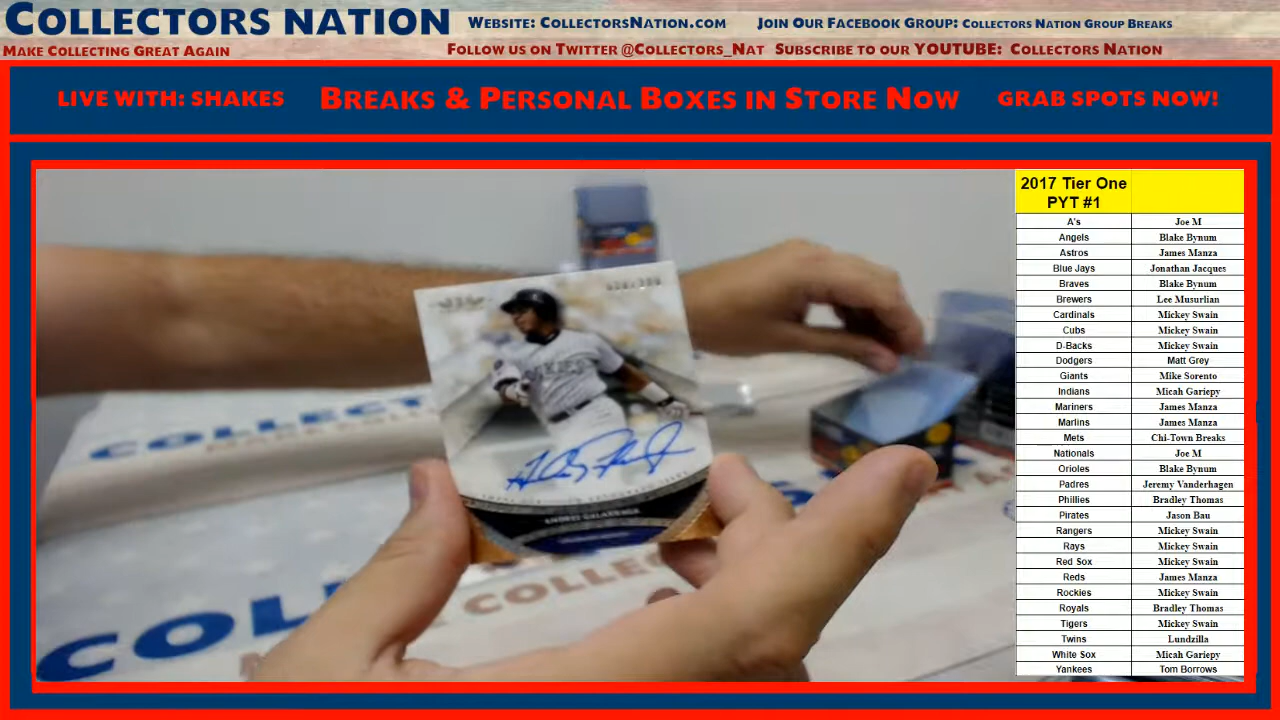 COLLECTORS NATION
WEBSITE: COLLECTORSNATION.COM
JOIN OUR FACEBOOK GROUP: COLLECTORS NATION GROUP BREAKS
MAKE COLLECTING GREAT AGAIN
FOLLOW US ON TWITTER @COLLECTORS_NAT
SUBSCRIBE TO OUR YOUTUBE: COLLECTORS NATION
LIVE WITH: SHAKES
BREAKS & PERSONAL BOXES IN STORE NOW
GRAB SPOTS NOW!
2017 Tier One
PYT #1
A's Joe M
Angels Blake Bynum
Astros James Manza
Blue Jays Jonathan Jacques
Braves Blake Bynum
Brewers Lee Musurlian
Cardinals Mickey Swain
Cubs Mickey Swain
D-Backs Mickey Swain
Dodgers Matt Grey
Giants Mike Sorento
Indians Micah Gariepy
Mariners James Manza
Marlins James Manza
Mets Chi-Town Breaks
Nationals Joe M
Orioles Blake Bynum
Padres Jeremy Vanderhagen
Phillies Bradley Thomas
Pirates Jason Bau
Rangers Mickey Swain
Rays Mickey Swain
Red Sox Mickey Swain
Reds James Manza
Rockies Mickey Swain
Royals Bradley Thomas
Tigers Mickey Swain
Twins Lundzilla
White Sox Micah Gariepy
Yankees Tom Borrows
COLLECT
COLL
COLLEC